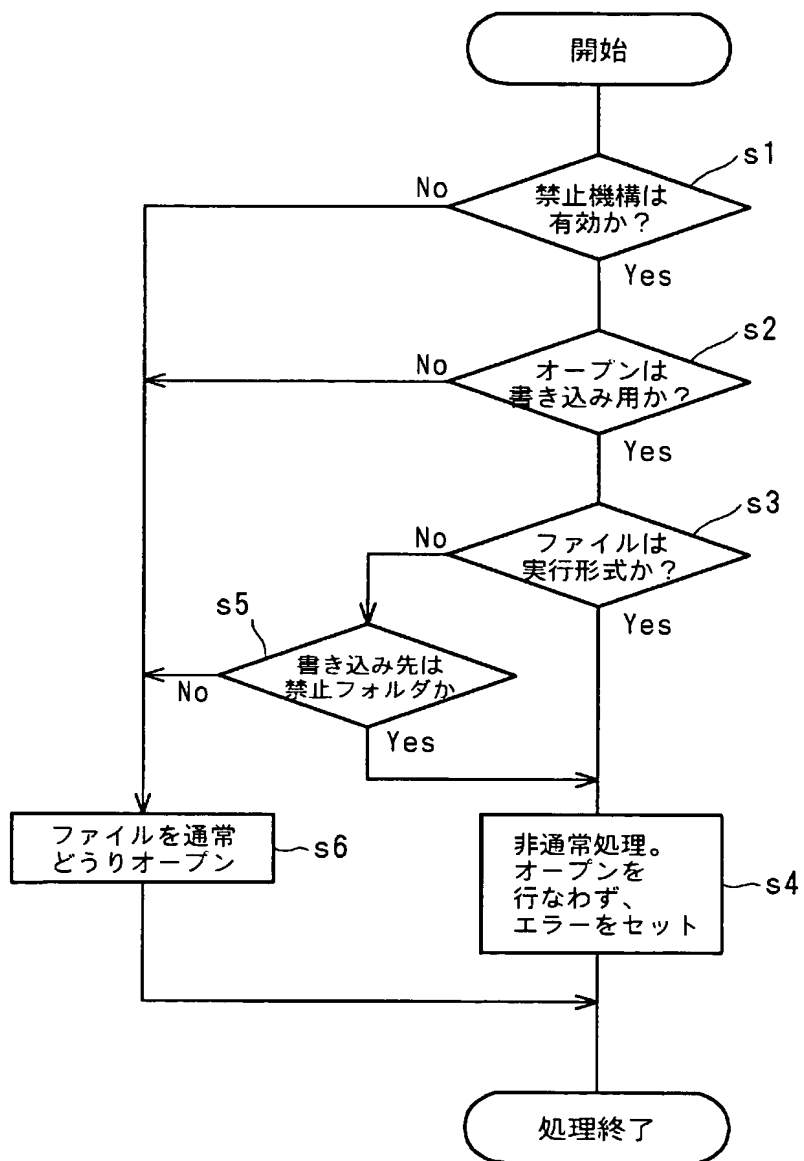 開始
s1
No
禁止機構は
有効か?
Yes
s2
No
オープンは
書き込み用か?
Yes
s3
No
ファイルは
実行形式か?
Yes
s5
書き込み先は
禁止フォルダか
No
Yes
ファイルを通常
どうりオープン
s6
非通常処理。
オープンを
行なわず、
エラーをセット
s4
処理終了